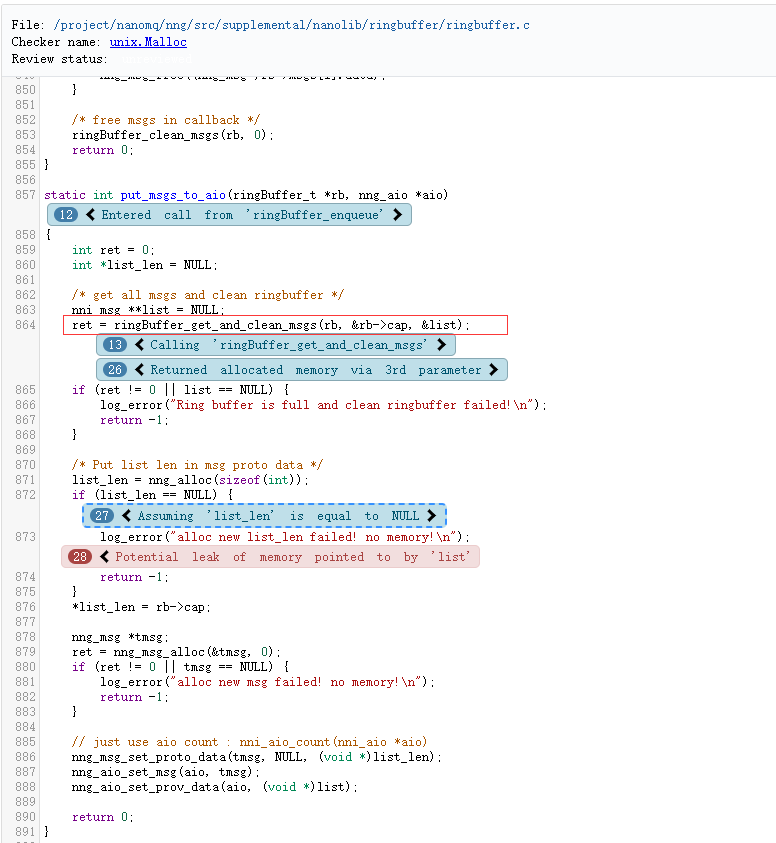 File: /project/nanomq/nng/src/supplemental/nanolib/ringbuffer/ringbuffer.c
Checker name: unix.Malloc
Review status:
850 }
851
852 /* free msgs in callback */
853 ringBuffer_clean_msgs(rb, 0);
854 return 0;
855 }
856
857 static int put_msgs_to_aio(ringBuffer_t *rb, nng_aio *aio)
12 Entered call from 'ringBuffer_enqueue'
858 {
859 int ret = 0;
860 int *list_len = NULL;
861
862 /* get all msgs and clean ringbuffer */
863 nni_msg **list = NULL;
864 ret = ringBuffer_get_and_clean_msgs(rb, &rb->cap, &list);
13 Calling 'ringBuffer_get_and_clean_msgs'
26 Returned allocated memory via 3rd parameter
865 if (ret != 0 || list == NULL) {
866 log_error("Ring buffer is full and clean ringbuffer failed!\n");
867 return -1;
868 }
869
870 /* Put list len in msg proto data */
871 list_len = nng_alloc(sizeof(int));
872 if (list_len == NULL) {
27 Assuming 'list_len' is equal to NULL
873 log_error("alloc new list_len failed! no memory!\n");
28 Potential leak of memory pointed to by 'list'
874 return -1;
875 }
876 *list_len = rb->cap;
877
878 nng_msg *tmsg;
879 ret = nng_msg_alloc(&tmsg, 0);
880 if (ret != 0 || tmsg == NULL) {
881 log_error("alloc new msg failed! no memory!\n");
882 return -1;
883 }
884
885 // just use aio count : nni_aio_count(nni_aio *aio)
886 nng_msg_set_proto_data(tmsg, NULL, (void *)list_len);
887 nng_aio_set_msg(aio, tmsg);
888 nng_aio_set_prov_data(aio, (void *)list);
889
890 return 0;
891 }